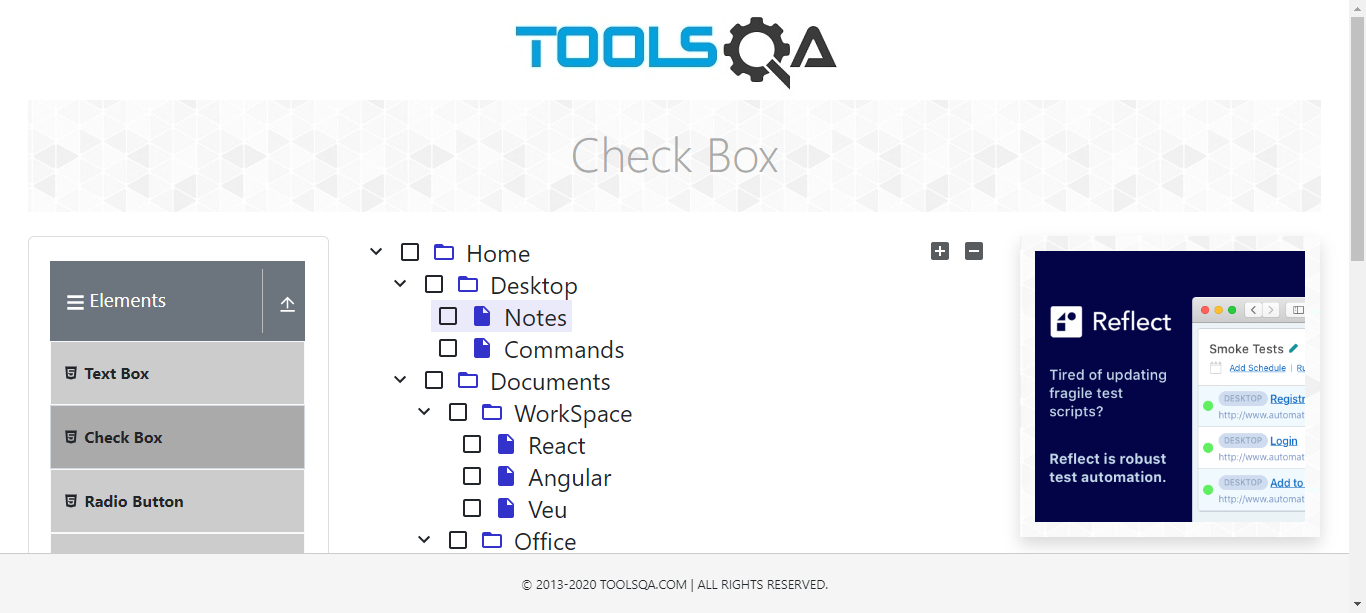 TOOLSQA
Check Box
Elements
Text Box
Check Box
Radio Button
Home
Desktop
Notes
Commands
Documents
WorkSpace
React
Angular
Veu
Office
Reflect
Tired of updating
fragile test
scripts?
Reflect is robust
test automation.
Smoke Tests
Add Schedule |
DESKTOP Registr
http://www.automat
DESKTOP Login
http://www.automat
DESKTOP Add to
http://www.automat
© 2013-2020 TOOLSQA.COM | ALL RIGHTS RESERVED.